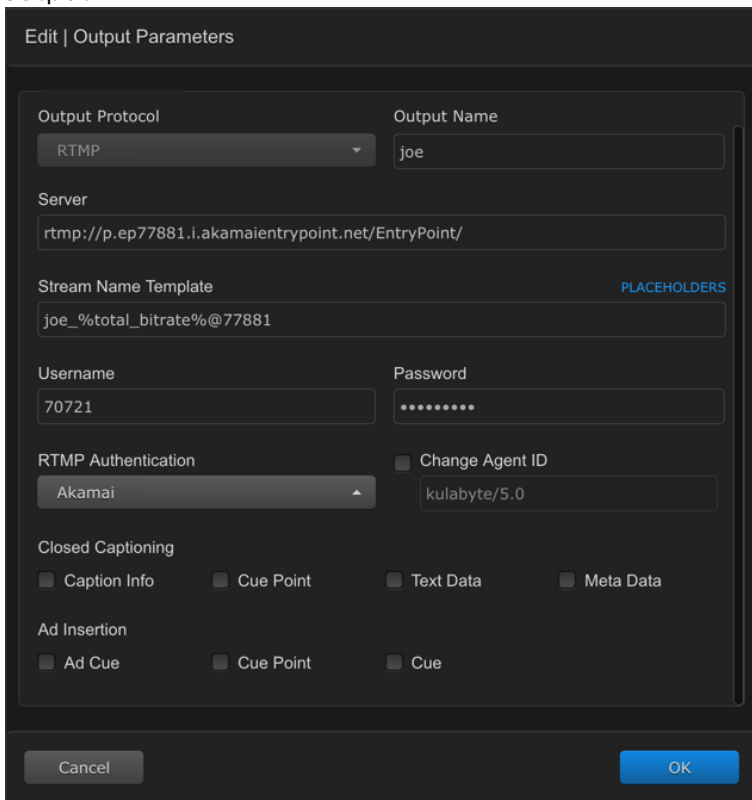 Edit | Output Parameters
Output Protocol Output Name
RTMP joe
Server
rtmp://p.ep77881.i.akamaientrypoint.net/EntryPoint/
Stream Name Template PLACEHOLDERS
joe_%total_bitrate%@77881
Username Password
70721 •••••••••
RTMP Authentication Change Agent ID
Akamai kulabyte/5.0
Closed Captioning
Caption Info Cue Point Text Data Meta Data
Ad Insertion
Ad Cue Cue Point Cue
Cancel OK